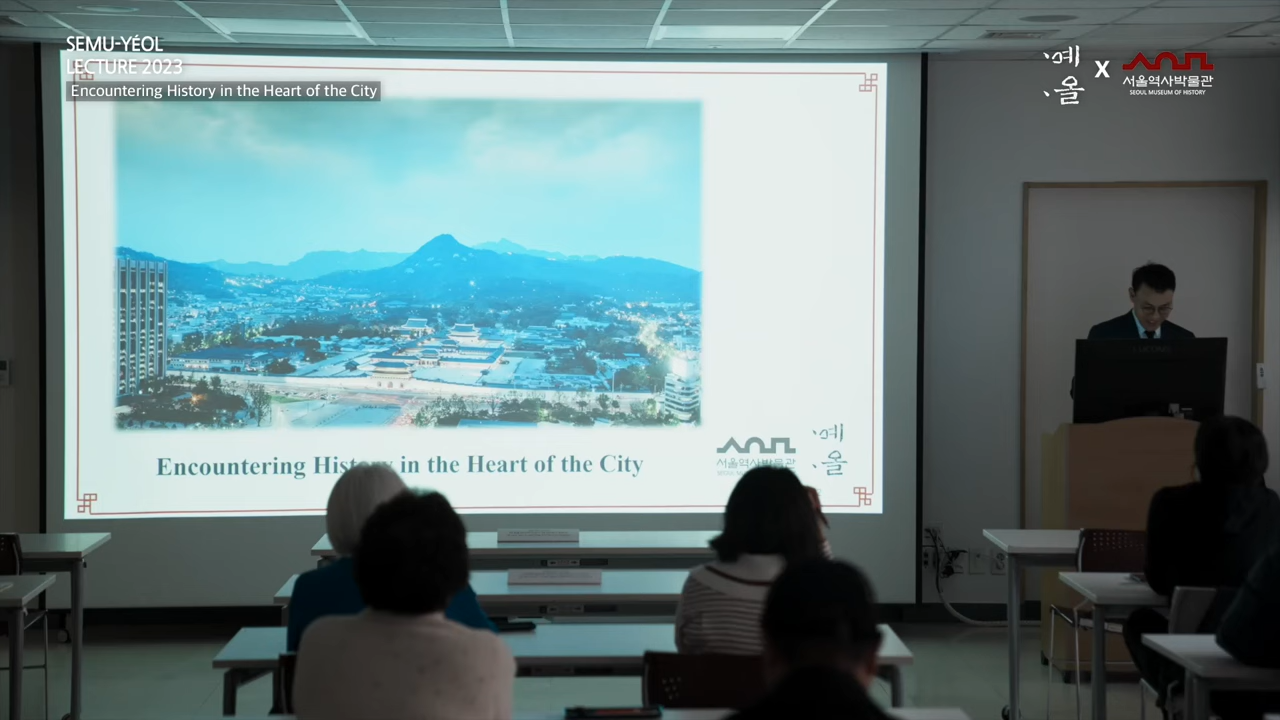 SEMU-YÉOL
LECTURE 2023
Encountering History in the Heart of the City
예올
X
서울역사박물관
SEOUL MUSEUM OF HISTORY
Encountering History in the Heart of the City
서울역사박물관
예올